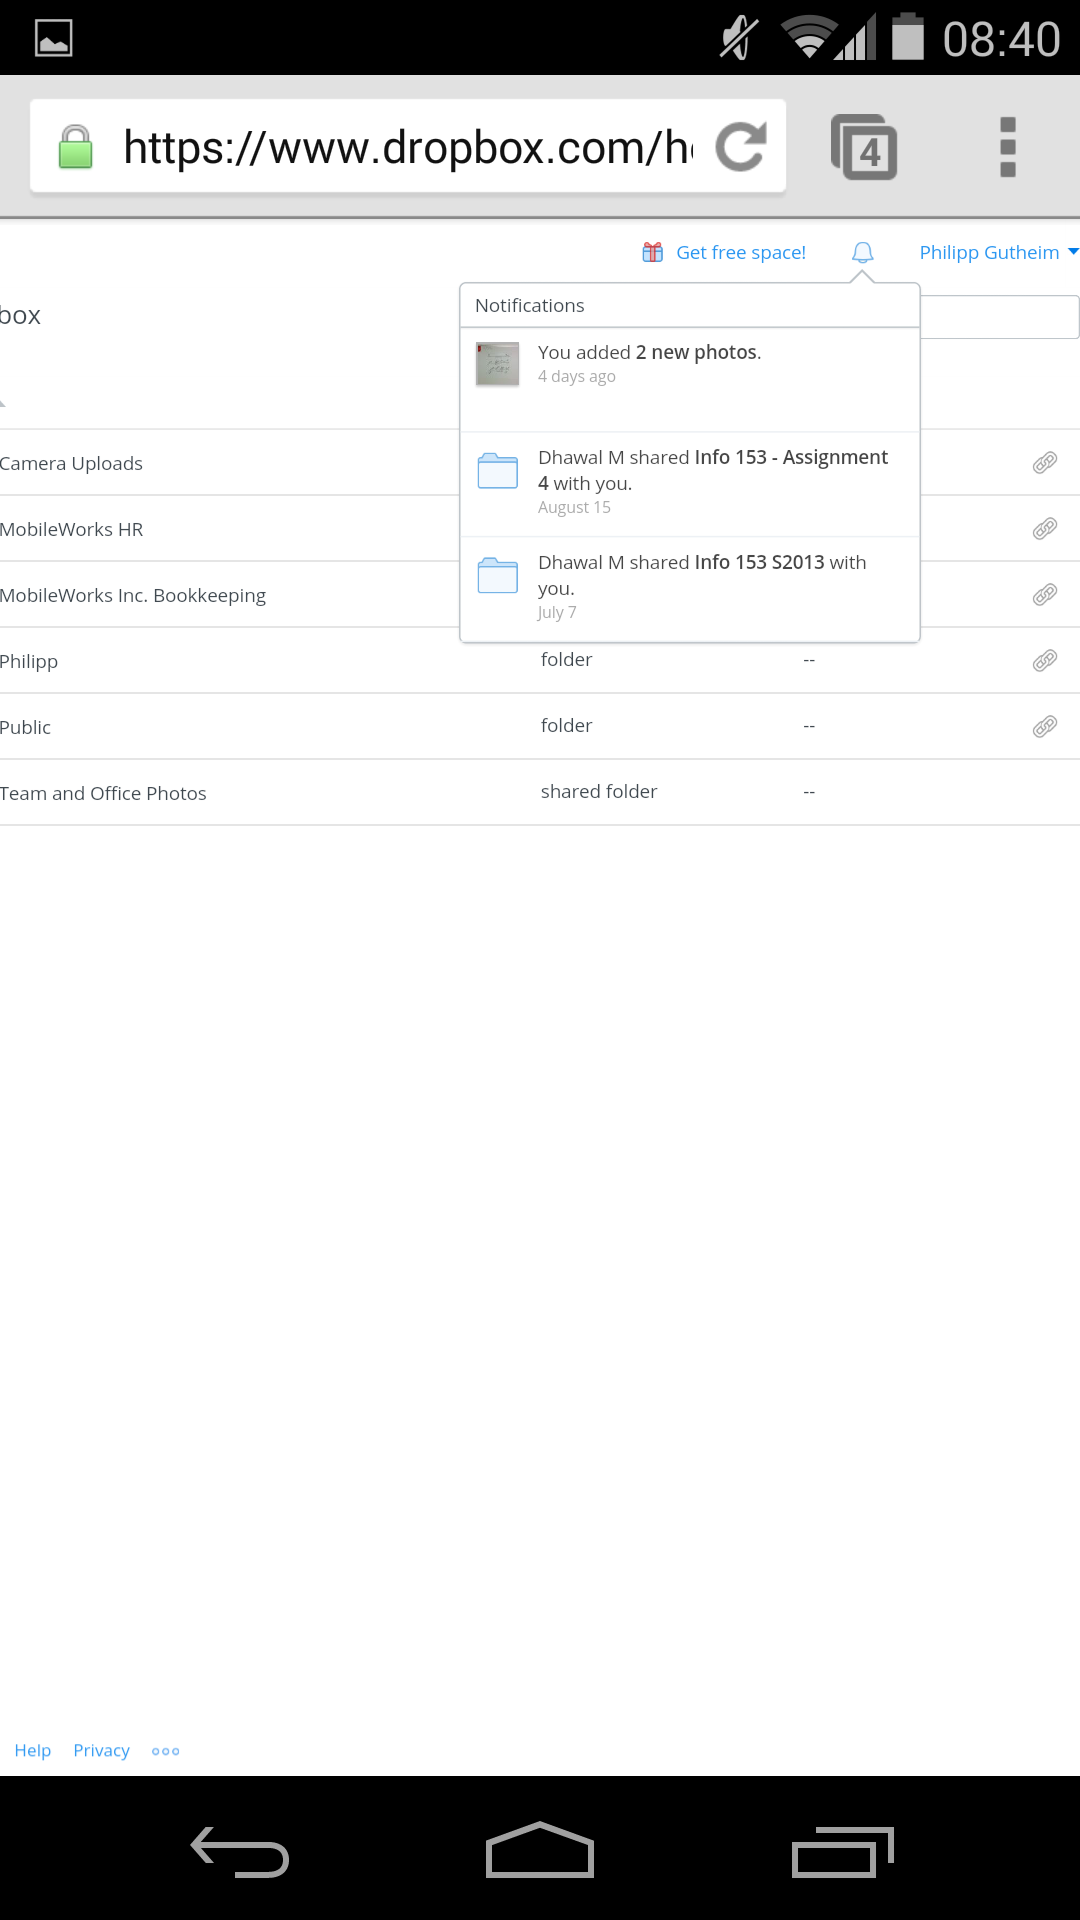 08:40
https://www.dropbox.com/h
4
Get free space!
Philipp Gutheim
box
Notifications
You added 2 new photos.
4 days ago
Dhawal M shared Info 153 - Assignment
4 with you.
August 15
Dhawal M shared Info 153 S2013 with
you.
July 7
Camera Uploads
MobileWorks HR
MobileWorks Inc. Bookkeeping
Philipp folder --
Public folder --
Team and Office Photos shared folder --
Help Privacy